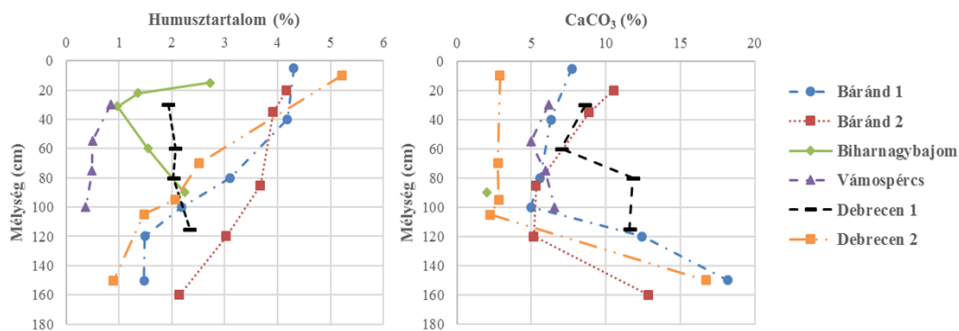 Humusztartalom (%)
0 1 2 3 4 5 6
0
20
40
60
80
100
120
140
160
180
Mélység (cm)
CaCO3 (%)
0 5 10 15 20
0
20
40
60
80
100
120
140
160
180
Mélység (cm)
Báránd 1
Báránd 2
Biharnagybajom
Vámospércs
Debrecen 1
Debrecen 2